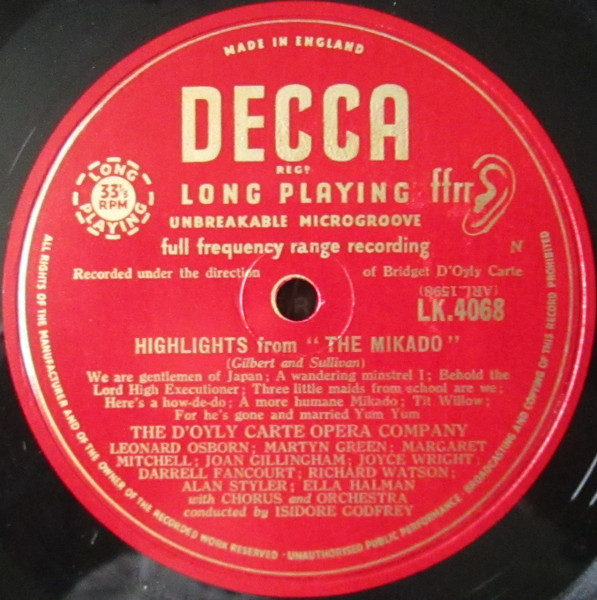 MADE IN ENGLAND
DECCA
REGD
LONG PLAYING ffrr
LONG 33⅓ RPM PLAYING
UNBREAKABLE MICROGROOVE
full frequency range recording
N
Recorded under the direction of Bridget D'Oyly Carte
(ARL.1598)
LK.4068
HIGHLIGHTS from "THE MIKADO"
(Gilbert and Sullivan)
We are gentlemen of Japan; A wandering minstrel I; Behold the
Lord High Executioner; Three little maids from school are we;
Here's a how-de-do; A more humane Mikado; Tit Willow;
For he's gone and married Yum Yum
THE D'OYLY CARTE OPERA COMPANY
LEONARD OSBORN; MARTYN GREEN; MARGARET
MITCHELL; JOAN GILLINGHAM; JOYCE WRIGHT;
DARRELL FANCOURT; RICHARD WATSON;
ALAN STYLER; ELLA HALMAN
with CHORUS and ORCHESTRA
conducted by ISIDORE GODFREY
ALL RIGHTS OF THE MANUFACTURER AND OF THE OWNER OF THE RECORDED WORK RESERVED - UNAUTHORISED PUBLIC PERFORMANCE BROADCASTING AND COPYING OF THIS RECORD PROHIBITED